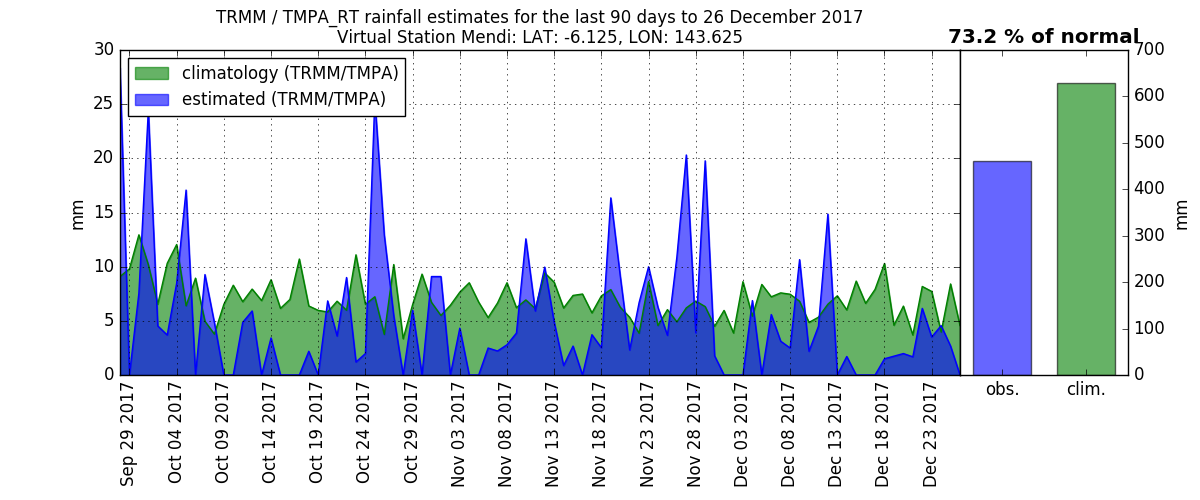 TRMM / TMPA_RT rainfall estimates for the last 90 days to 26 December 2017
Virtual Station Mendi: LAT: -6.125, LON: 143.625
73.2 % of normal
climatology (TRMM/TMPA)
estimated (TRMM/TMPA)
mm
30
25
20
15
10
5
0
Sep 29 2017
Oct 04 2017
Oct 09 2017
Oct 14 2017
Oct 19 2017
Oct 24 2017
Oct 29 2017
Nov 03 2017
Nov 08 2017
Nov 13 2017
Nov 18 2017
Nov 23 2017
Nov 28 2017
Dec 03 2017
Dec 08 2017
Dec 13 2017
Dec 18 2017
Dec 23 2017
obs.
clim.
700
600
500
400
300
200
100
0
mm